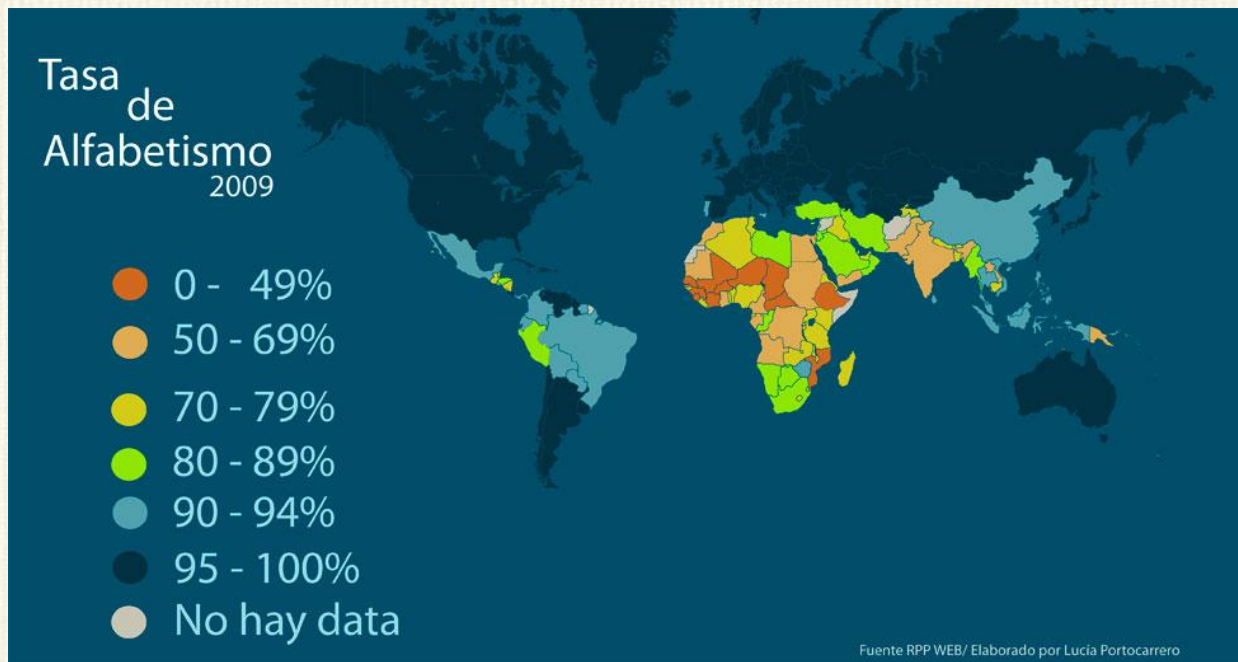 Tasa
de
Alfabetismo
2009
0 - 49%
50 - 69%
70 - 79%
80 - 89%
90 - 94%
95 - 100%
No hay data
Fuente RPP WEB/ Elaborado por Lucía Portocarrero